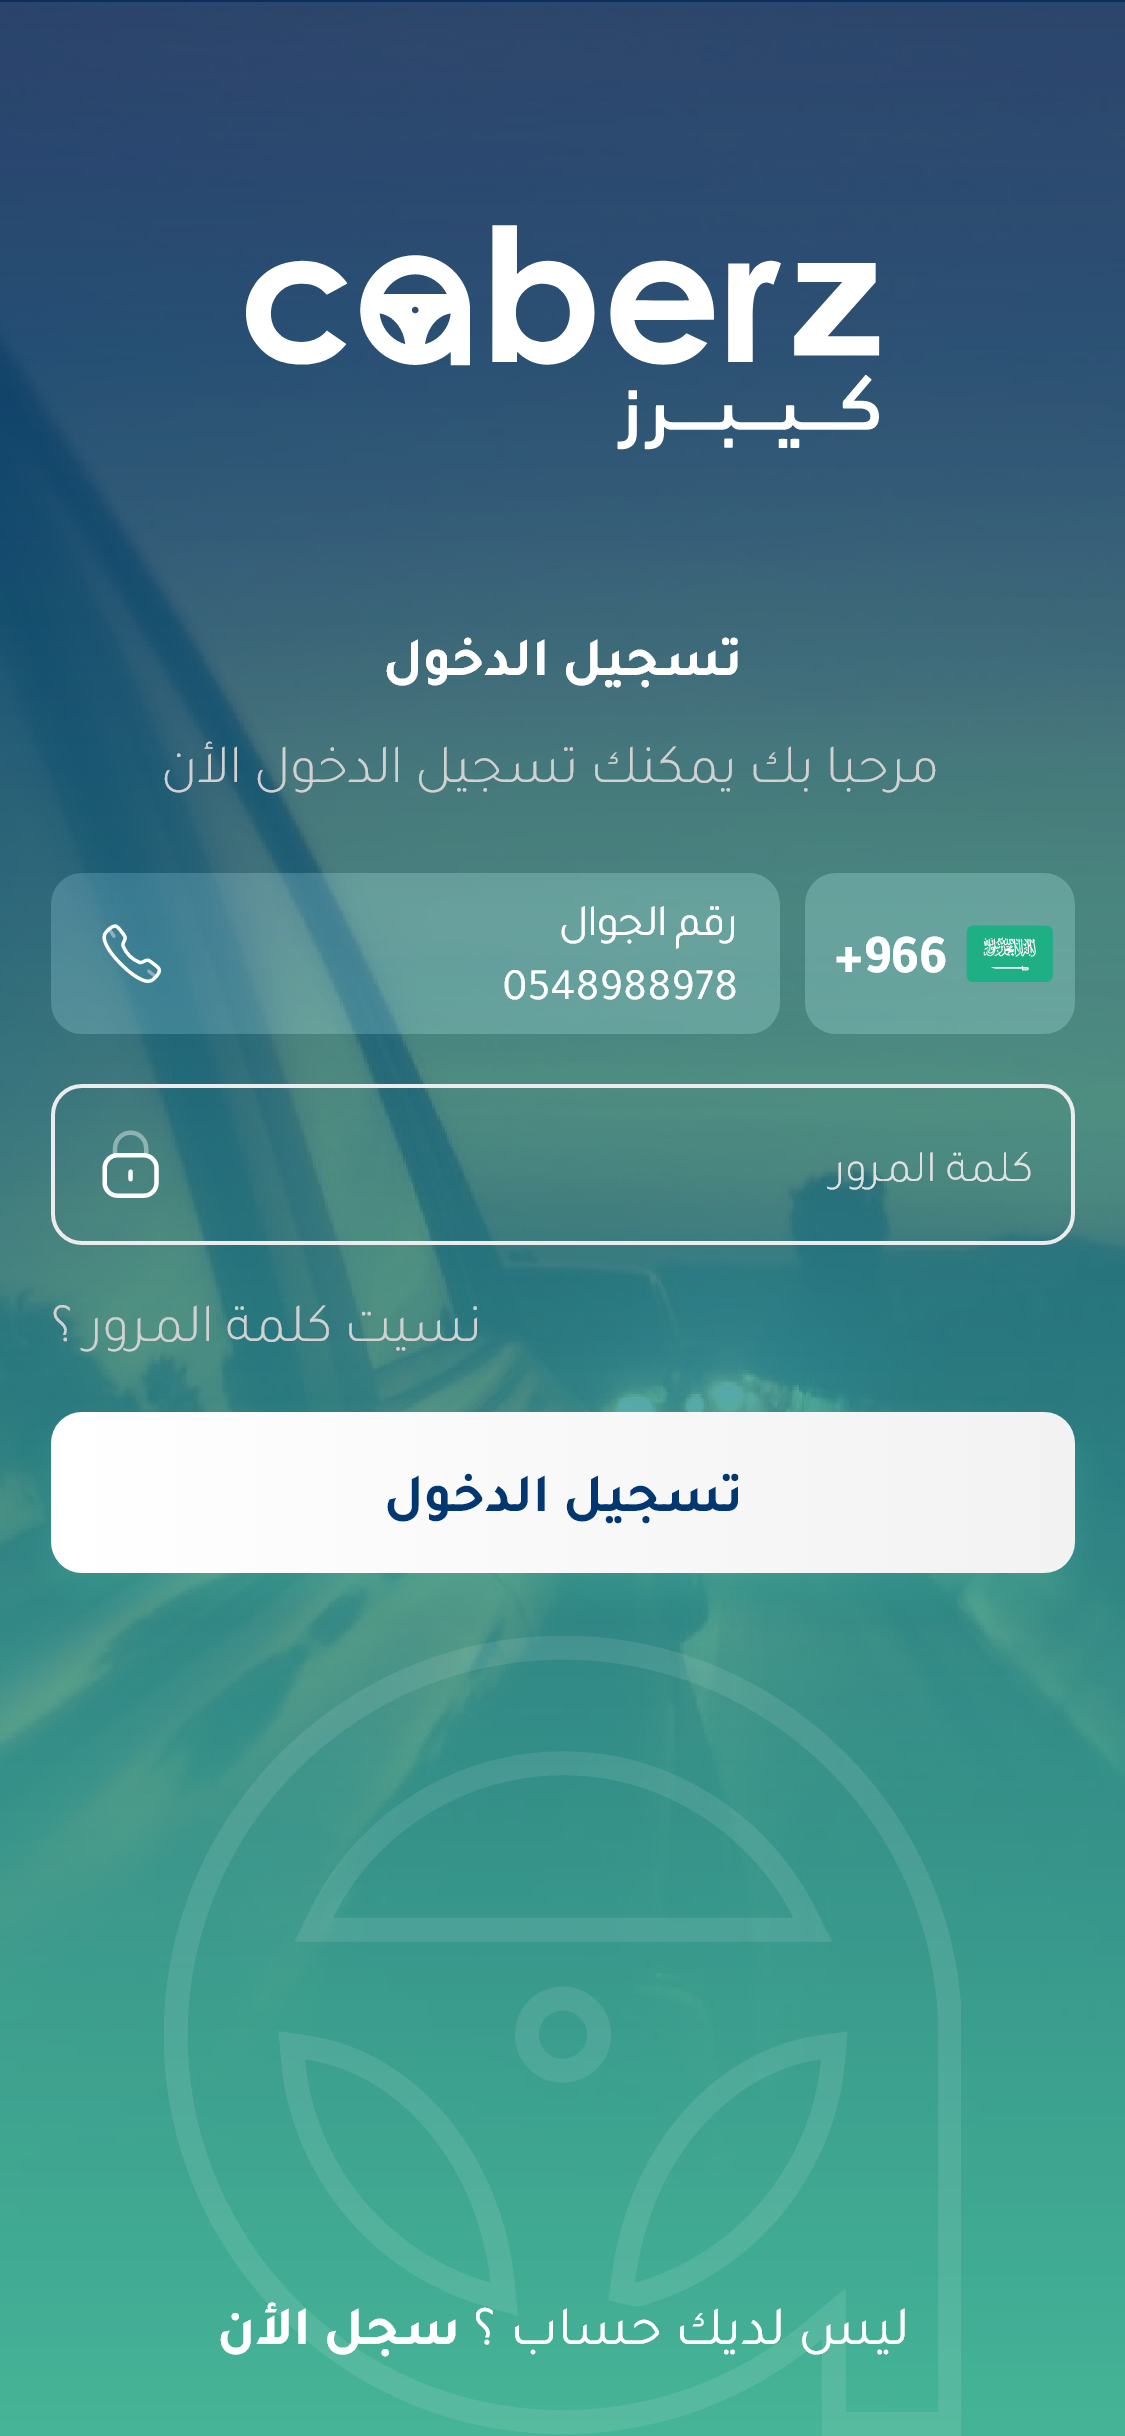 caberz
كيبرز
تسجيل الدخول
مرحبا بك يمكنك تسجيل الدخول الأن
+966
رقم الجوال
0548988978
كلمة المرور
نسيت كلمة المرور ؟
تسجيل الدخول
ليس لديك حساب ؟ سجل الأن